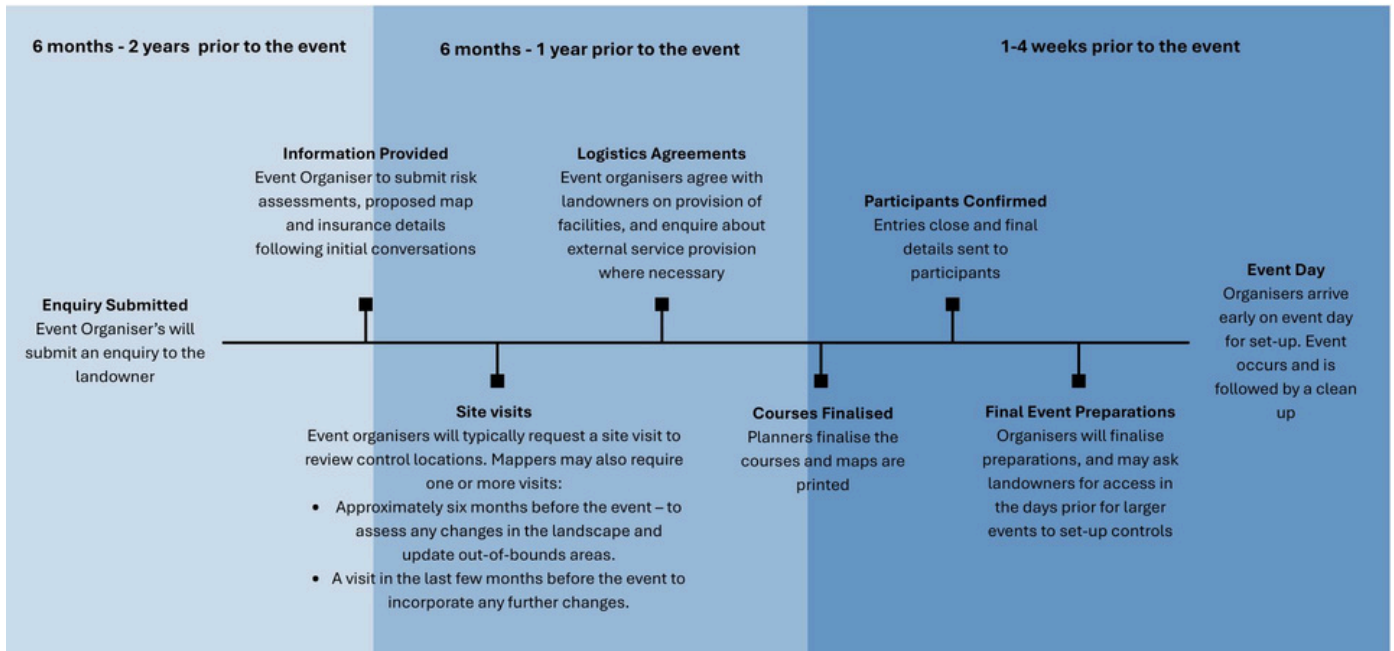 6 months - 2 years prior to the event
6 months - 1 year prior to the event
1-4 weeks prior to the event
Enquiry Submitted
Event Organiser’s will
submit an enquiry to the
landowner
Information Provided
Event Organiser to submit risk
assessments, proposed map
and insurance details
following initial conversations
Site visits
Event organisers will typically request a site visit to
review control locations. Mappers may also require
one or more visits:
• Approximately six months before the event – to
assess any changes in the landscape and
update out-of-bounds areas.
• A visit in the last few months before the event to
incorporate any further changes.
Logistics Agreements
Event organisers agree with
landowners on provision of
facilities, and enquire about
external service provision
where necessary
Courses Finalised
Planners finalise the
courses and maps are
printed
Participants Confirmed
Entries close and final
details sent to
participants
Final Event Preparations
Organisers will finalise
preparations, and may ask
landowners for access in
the days prior for larger
events to set-up controls
Event Day
Organisers arrive
early on event day
for set-up. Event
occurs and is
followed by a clean
up